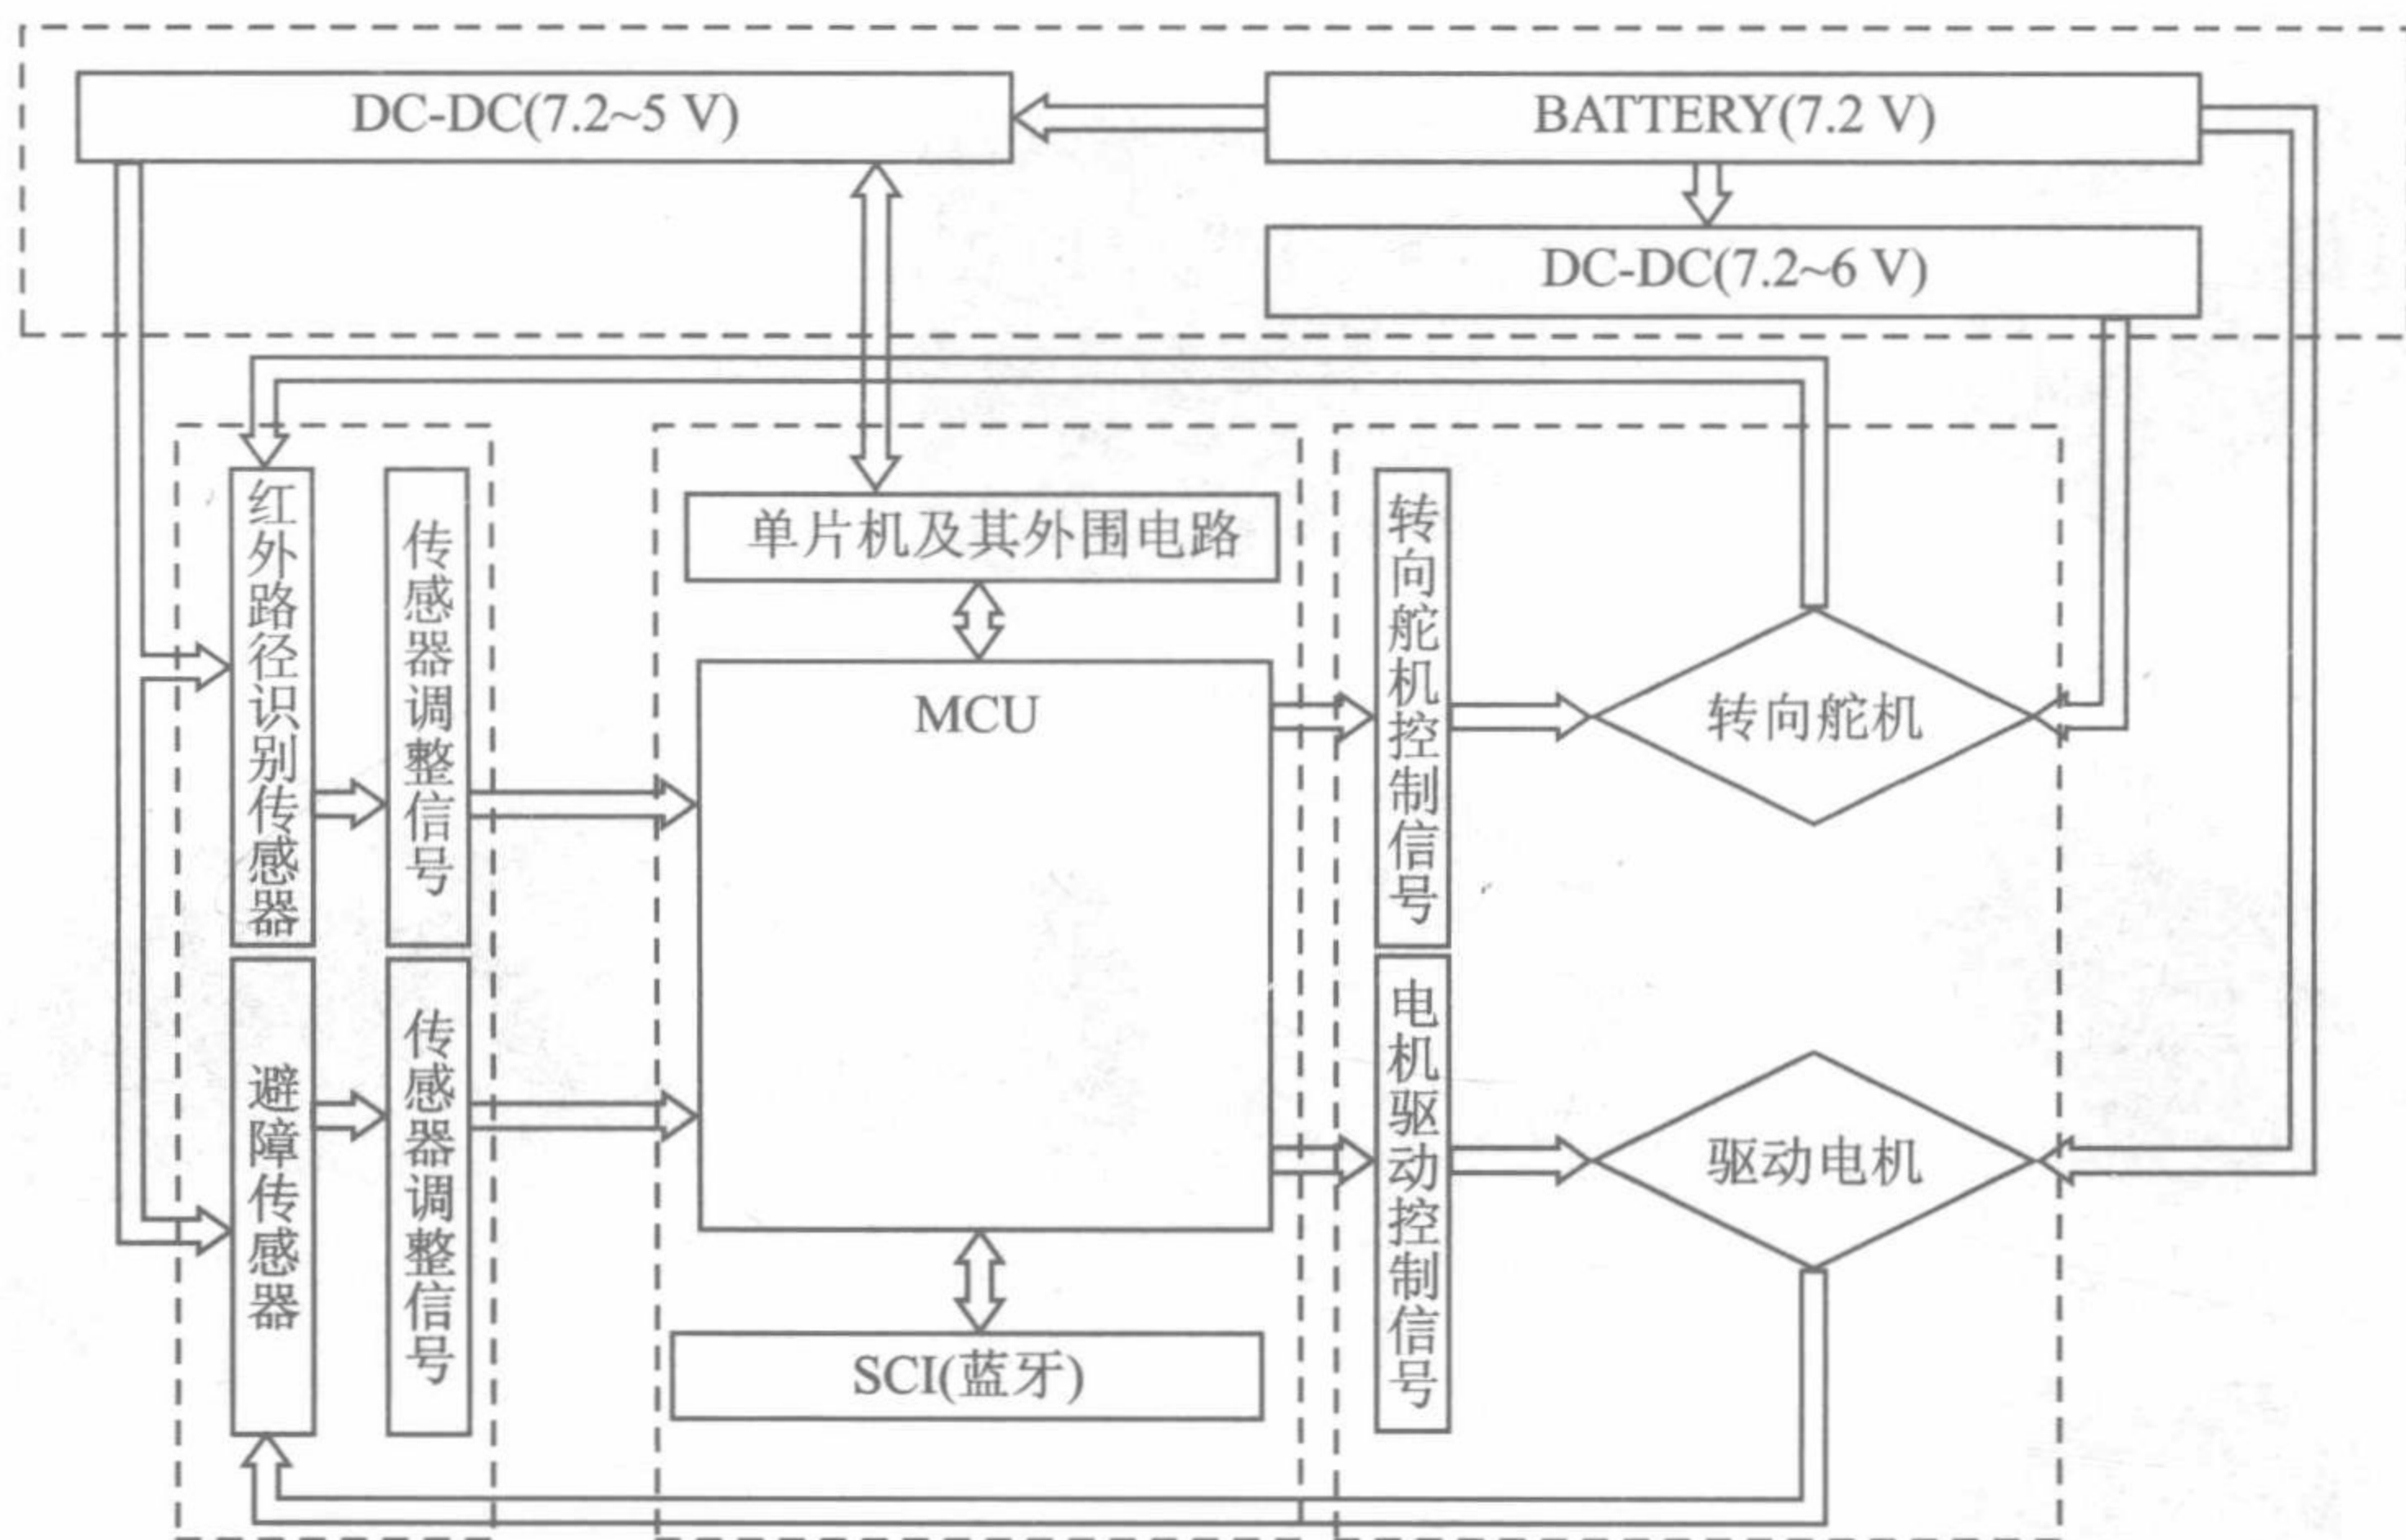 DC-DC(7.2~5 V)
BATTERY(7.2 V)
DC-DC(7.2~6 V)
红外路径识别传感器
传感器调整信号
单片机及其外围电路
MCU
转向舵机控制信号
转向舵机
避障传感器
传感器调整信号
电机驱动控制信号
驱动电机
SCI(蓝牙)